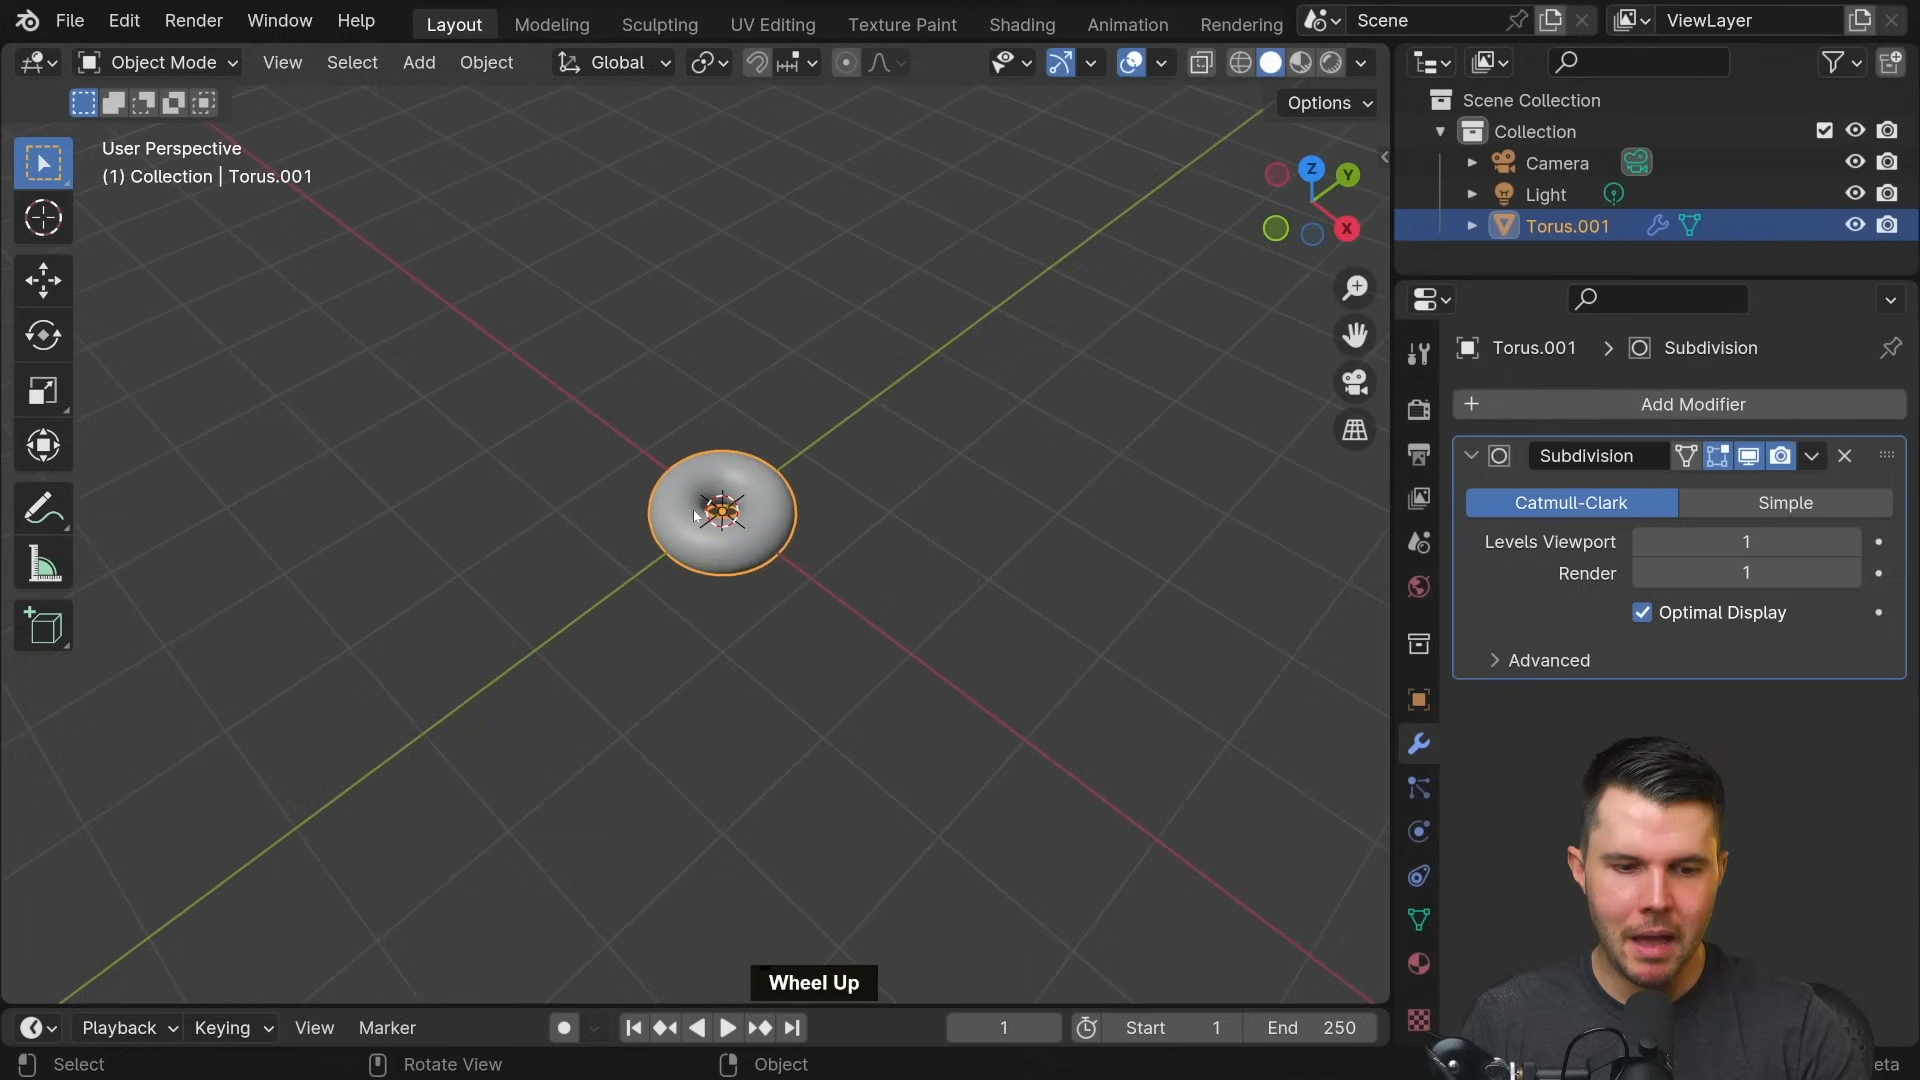 File Edit Render Window Help Layout Modeling Sculpting UV Editing Texture Paint Shading Animation Rendering Scene ViewLayer
Object Mode View Select Add Object Global
Options
User Perspective
(1) Collection | Torus.001
Z
Y
X
Scene Collection
Collection
Camera
Light
Torus.001
Torus.001 Subdivision
Add Modifier
Subdivision
Catmull-Clark Simple
Levels Viewport 1
Render 1
Optimal Display
Advanced
Wheel Up
Playback Keying View Marker 1 Start 1 End 250
Select Rotate View Object eta